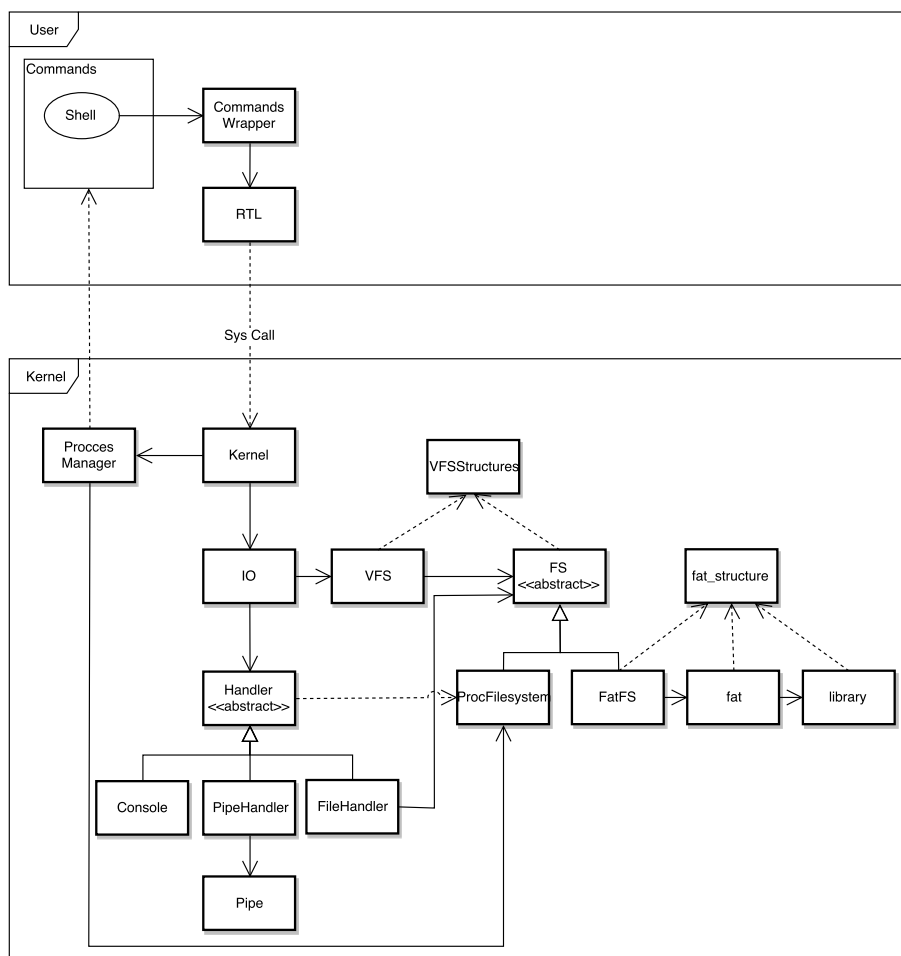 User
Commands
Shell
Commands
Wrapper
RTL
Sys Call
Kernel
Procces
Manager
Kernel
VFSStructures
IO
VFS
FS
<<abstract>>
fat_structure
Handler
<<abstract>>
ProcFilesystem
FatFS
fat
library
Console
PipeHandler
FileHandler
Pipe